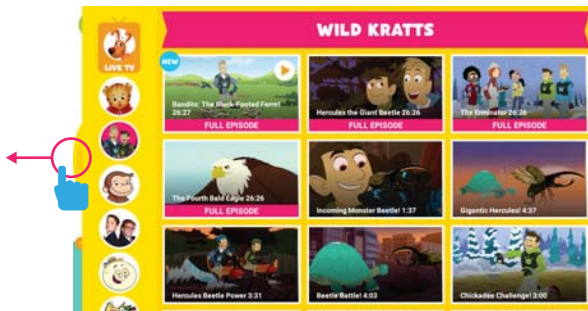 WILD KRATTS
LIVE TV
NEW
Bandito: The Black-Footed Ferret
26:27
FULL EPISODE
Hercules the Giant Beetle 26:26
FULL EPISODE
The Erminator 26:26
FULL EPISODE
The Fourth Bald Eagle 26:26
FULL EPISODE
Incoming Monster Beetle! 1:37
Gigantic Hercules! 4:37
Hercules Beetle Power 3:31
Beetle Battle! 4:03
Chickadee Challenge! 3:00